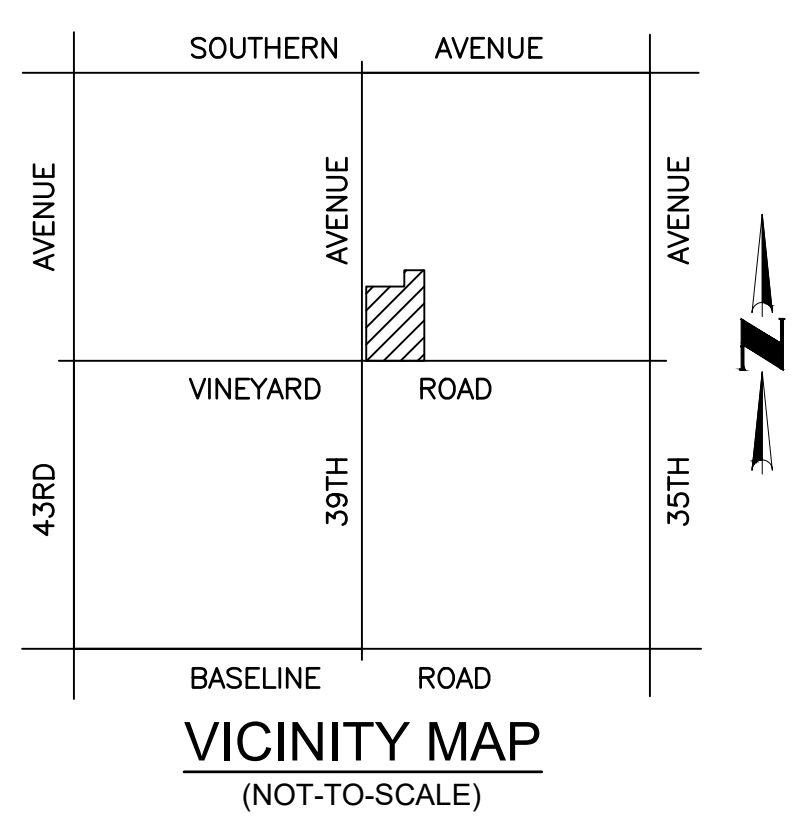 SOUTHERN AVENUE
43RD AVENUE
39TH AVENUE
35TH AVENUE
N
VINEYARD ROAD
BASELINE ROAD
VICINITY MAP
(NOT-TO-SCALE)